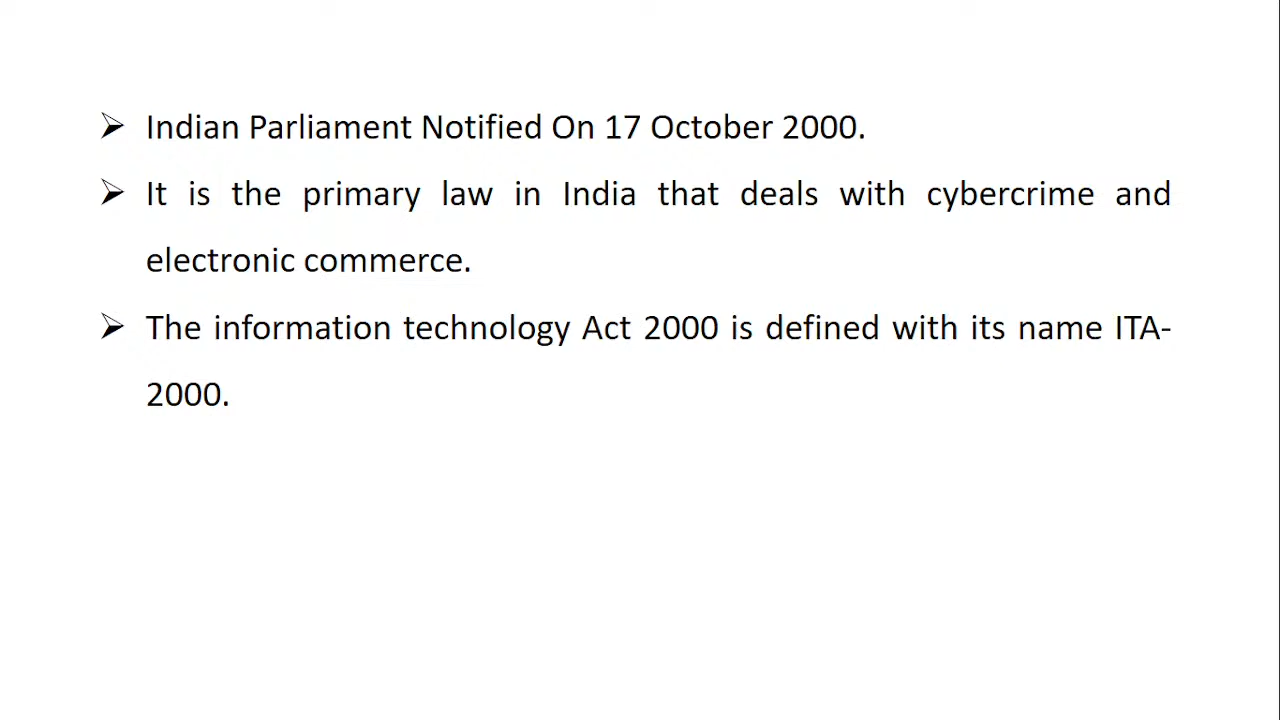 ➢ Indian Parliament Notified On 17 October 2000.
➢ It is the primary law in India that deals with cybercrime and
electronic commerce.
➢ The information technology Act 2000 is defined with its name ITA-
2000.